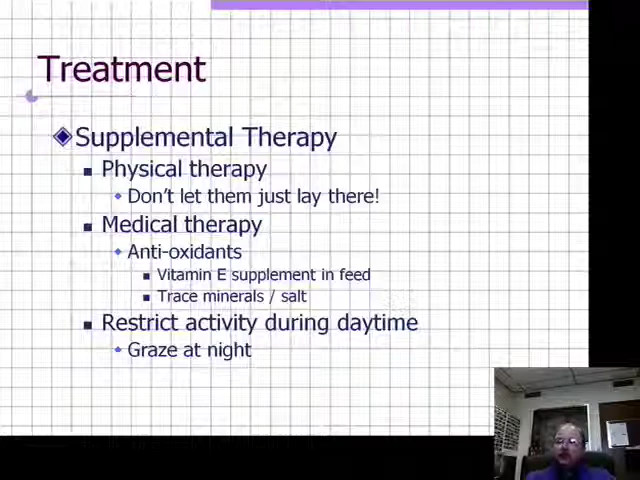 Treatment
Supplemental Therapy
Physical therapy
Don't let them just lay there!
Medical therapy
Anti-oxidants
Vitamin E supplement in feed
Trace minerals / salt
Restrict activity during daytime
Graze at night